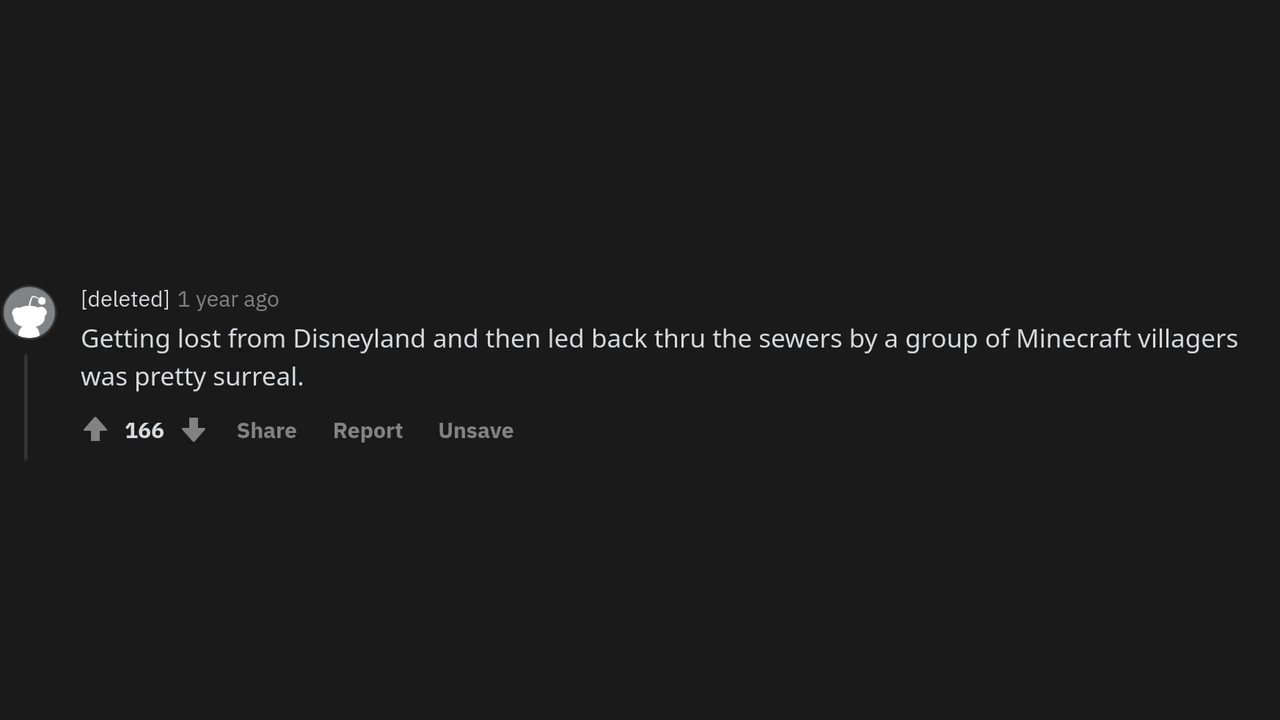 [deleted] 1 year ago
Getting lost from Disneyland and then led back thru the sewers by a group of Minecraft villagers
was pretty surreal.
166 Share Report Unsave